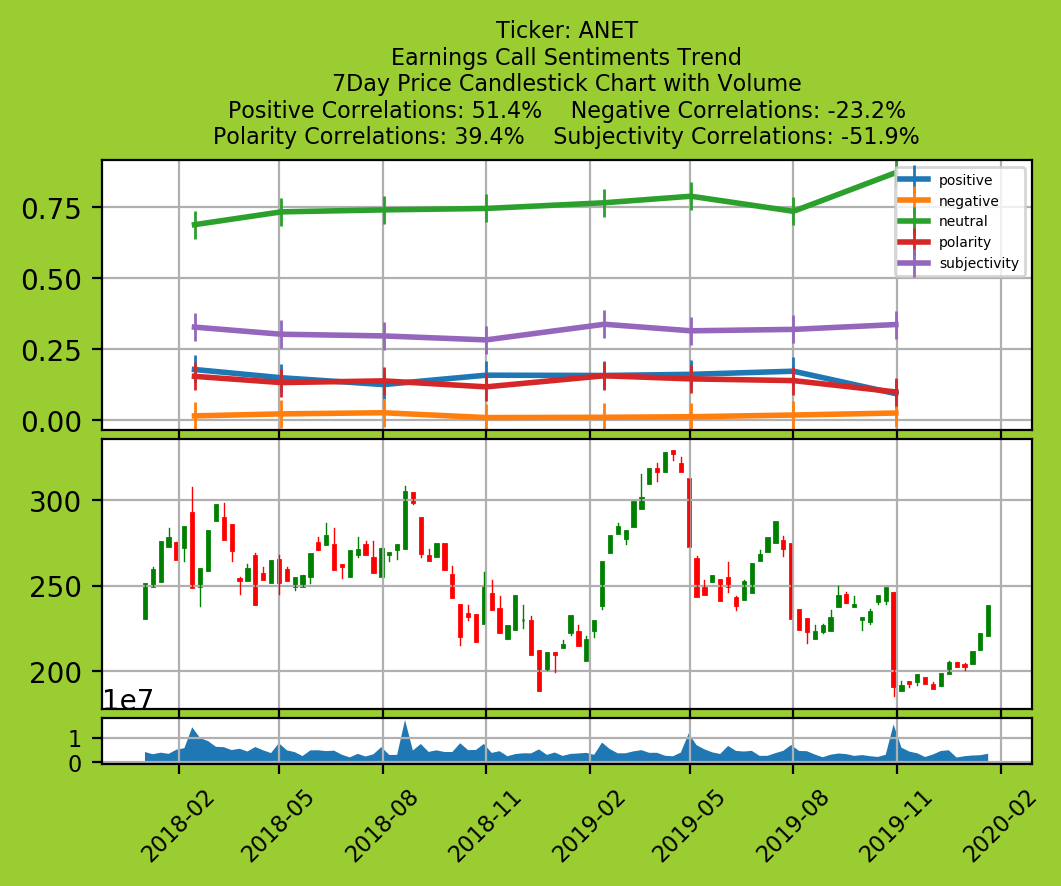 Ticker: ANET
Earnings Call Sentiments Trend
7Day Price Candlestick Chart with Volume
Positive Correlations: 51.4%    Negative Correlations: -23.2%
Polarity Correlations: 39.4%    Subjectivity Correlations: -51.9%
positive
negative
neutral
polarity
subjectivity
0.75
0.50
0.25
0.00
300
250
200
1e7
1
0
2018-02
2018-05
2018-08
2018-11
2019-02
2019-05
2019-08
2019-11
2020-02